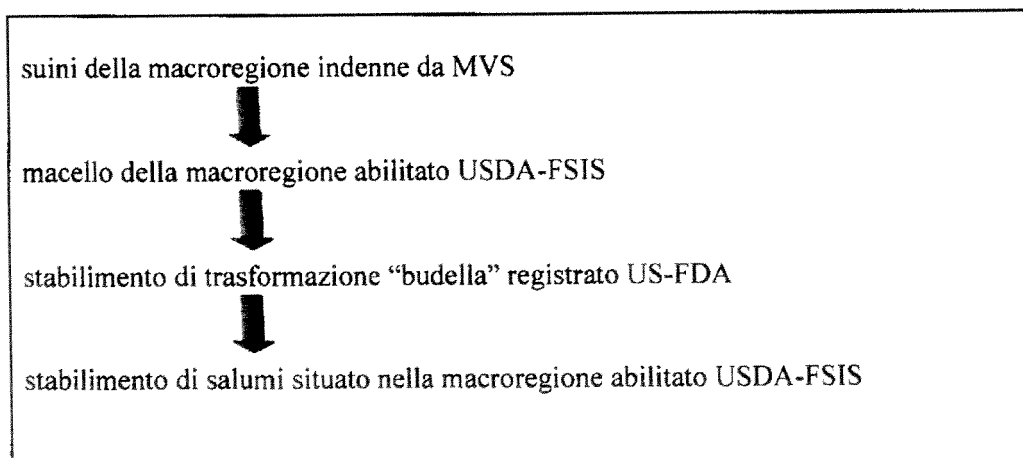 suini della macroregione indenne da MVS
macello della macroregione abilitato USDA-FSIS
stabilimento di trasformazione “budella” registrato US-FDA
stabilimento di salumi situato nella macroregione abilitato USDA-FSIS